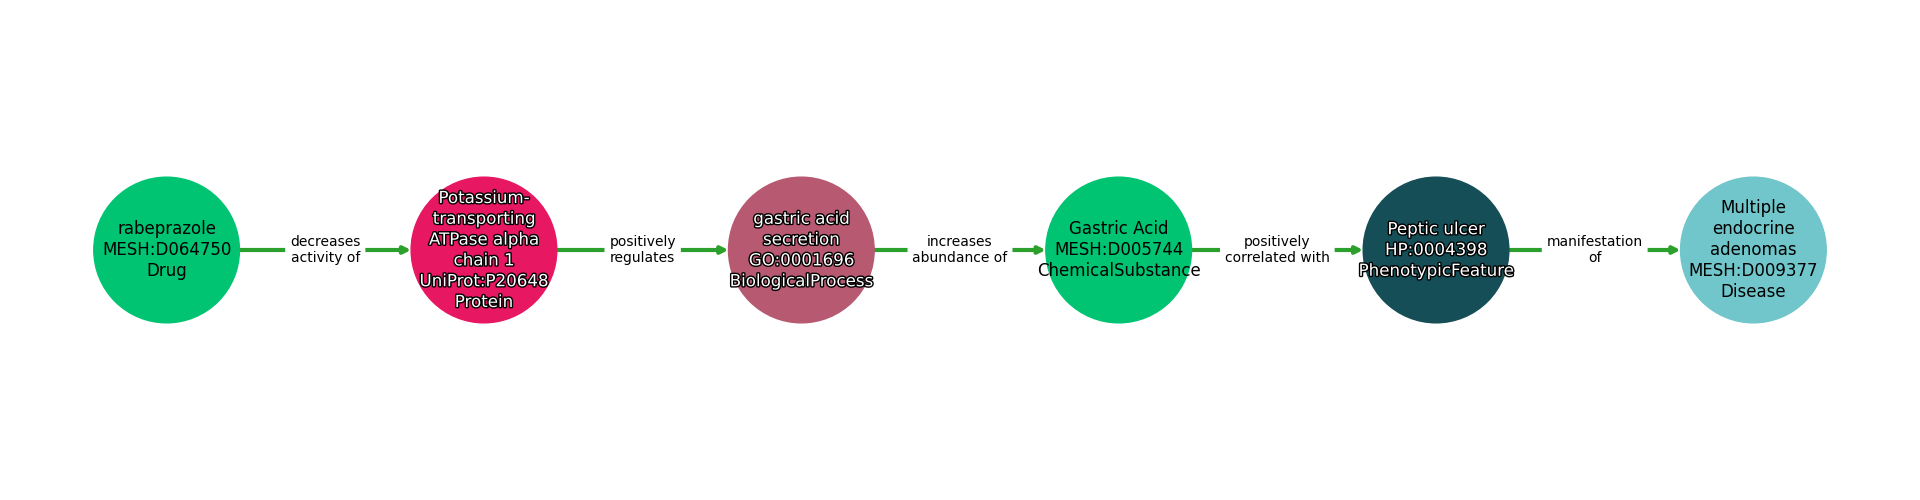 rabeprazole
MESH:D064750
Drug
decreases
activity of
Potassium-
transporting
ATPase alpha
chain 1
UniProt:P20648
Protein
positively
regulates
gastric acid
secretion
GO:0001696
BiologicalProcess
increases
abundance of
Gastric Acid
MESH:D005744
ChemicalSubstance
positively
correlated with
Peptic ulcer
HP:0004398
PhenotypicFeature
manifestation
of
Multiple
endocrine
adenomas
MESH:D009377
Disease